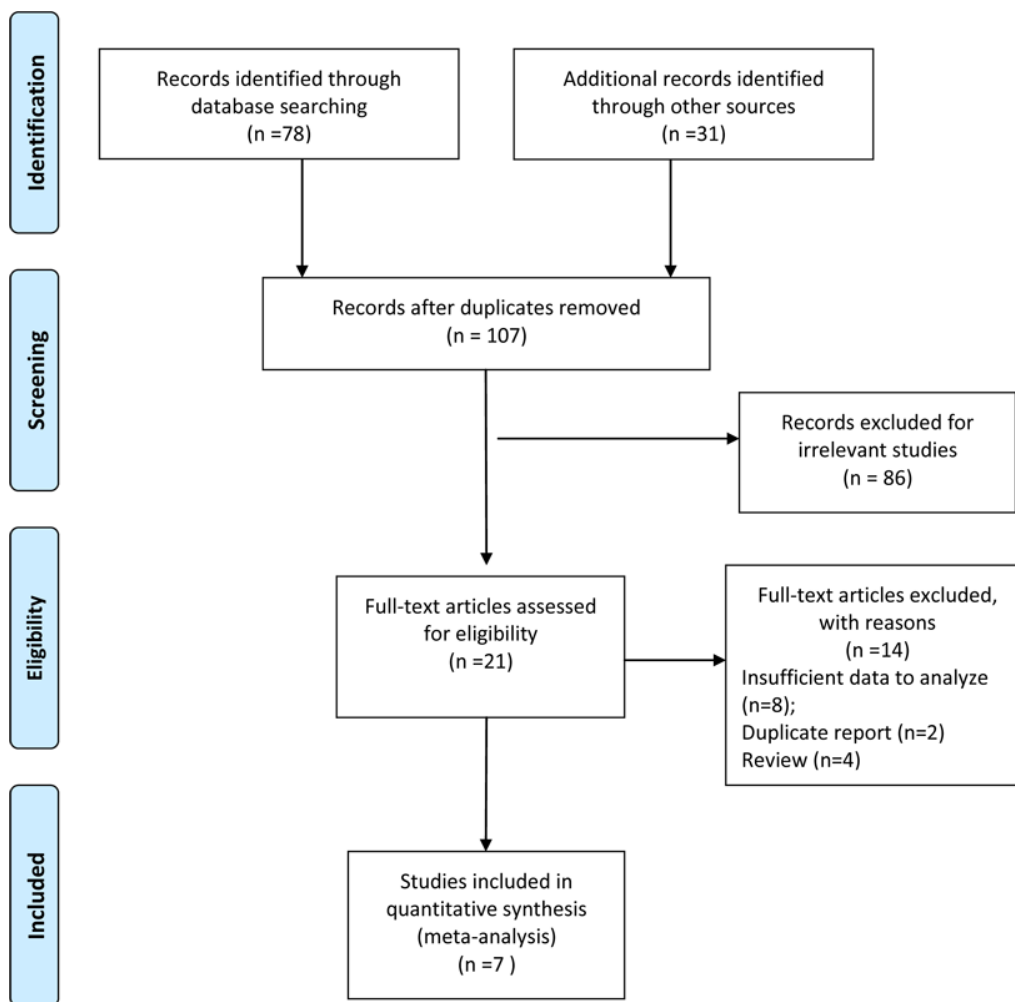 Identification
Records identified through
database searching
(n =78)
Additional records identified
through other sources
(n =31)
Screening
Records after duplicates removed
(n = 107)
Records excluded for
irrelevant studies
(n = 86)
Eligibility
Full-text articles assessed
for eligibility
(n =21)
Full-text articles excluded,
with reasons
(n =14)
Insufficient data to analyze
(n=8);
Duplicate report (n=2)
Review (n=4)
Included
Studies included in
quantitative synthesis
(meta-analysis)
(n =7 )